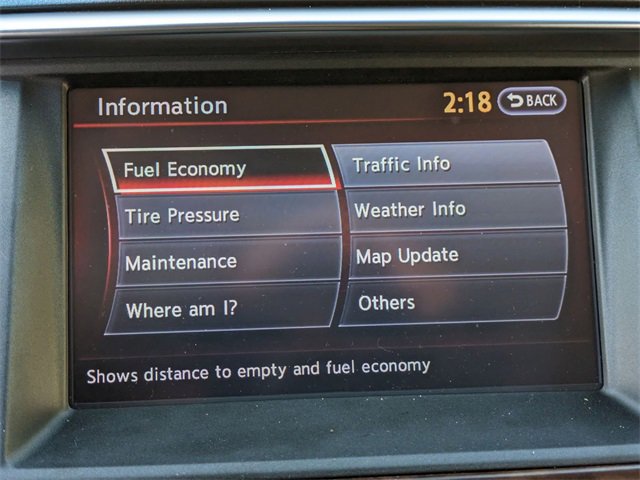 Information
2:18
BACK
Fuel Economy
Traffic Info
Tire Pressure
Weather Info
Maintenance
Map Update
Where am I?
Others
Shows distance to empty and fuel economy